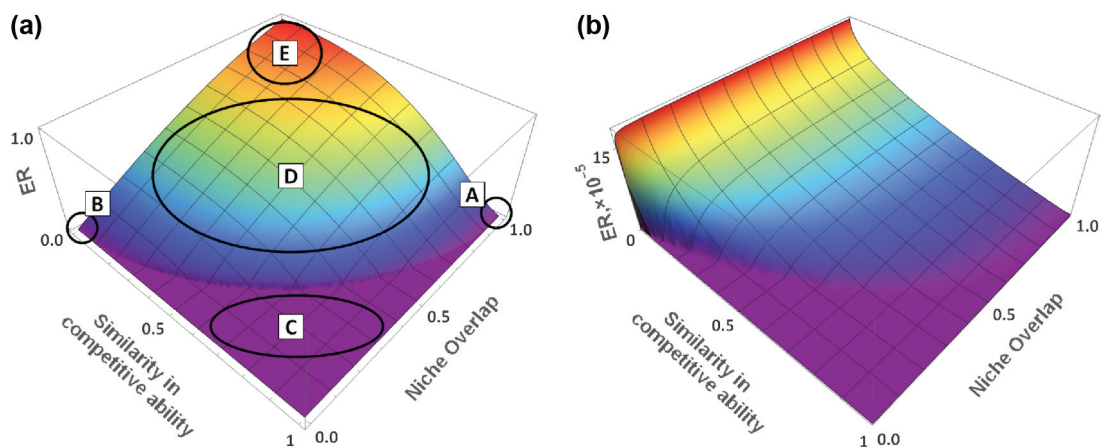 (a)
E
1.0
ER
D
B
A
0.0
1.0
C
0.5
0.5
Similarity in
competitive ability
Niche Overlap
1
0.0
(b)
15
ER,×10⁻⁵
0
1.0
0.5
0.5
Similarity in
competitive ability
Niche Overlap
1
0.0